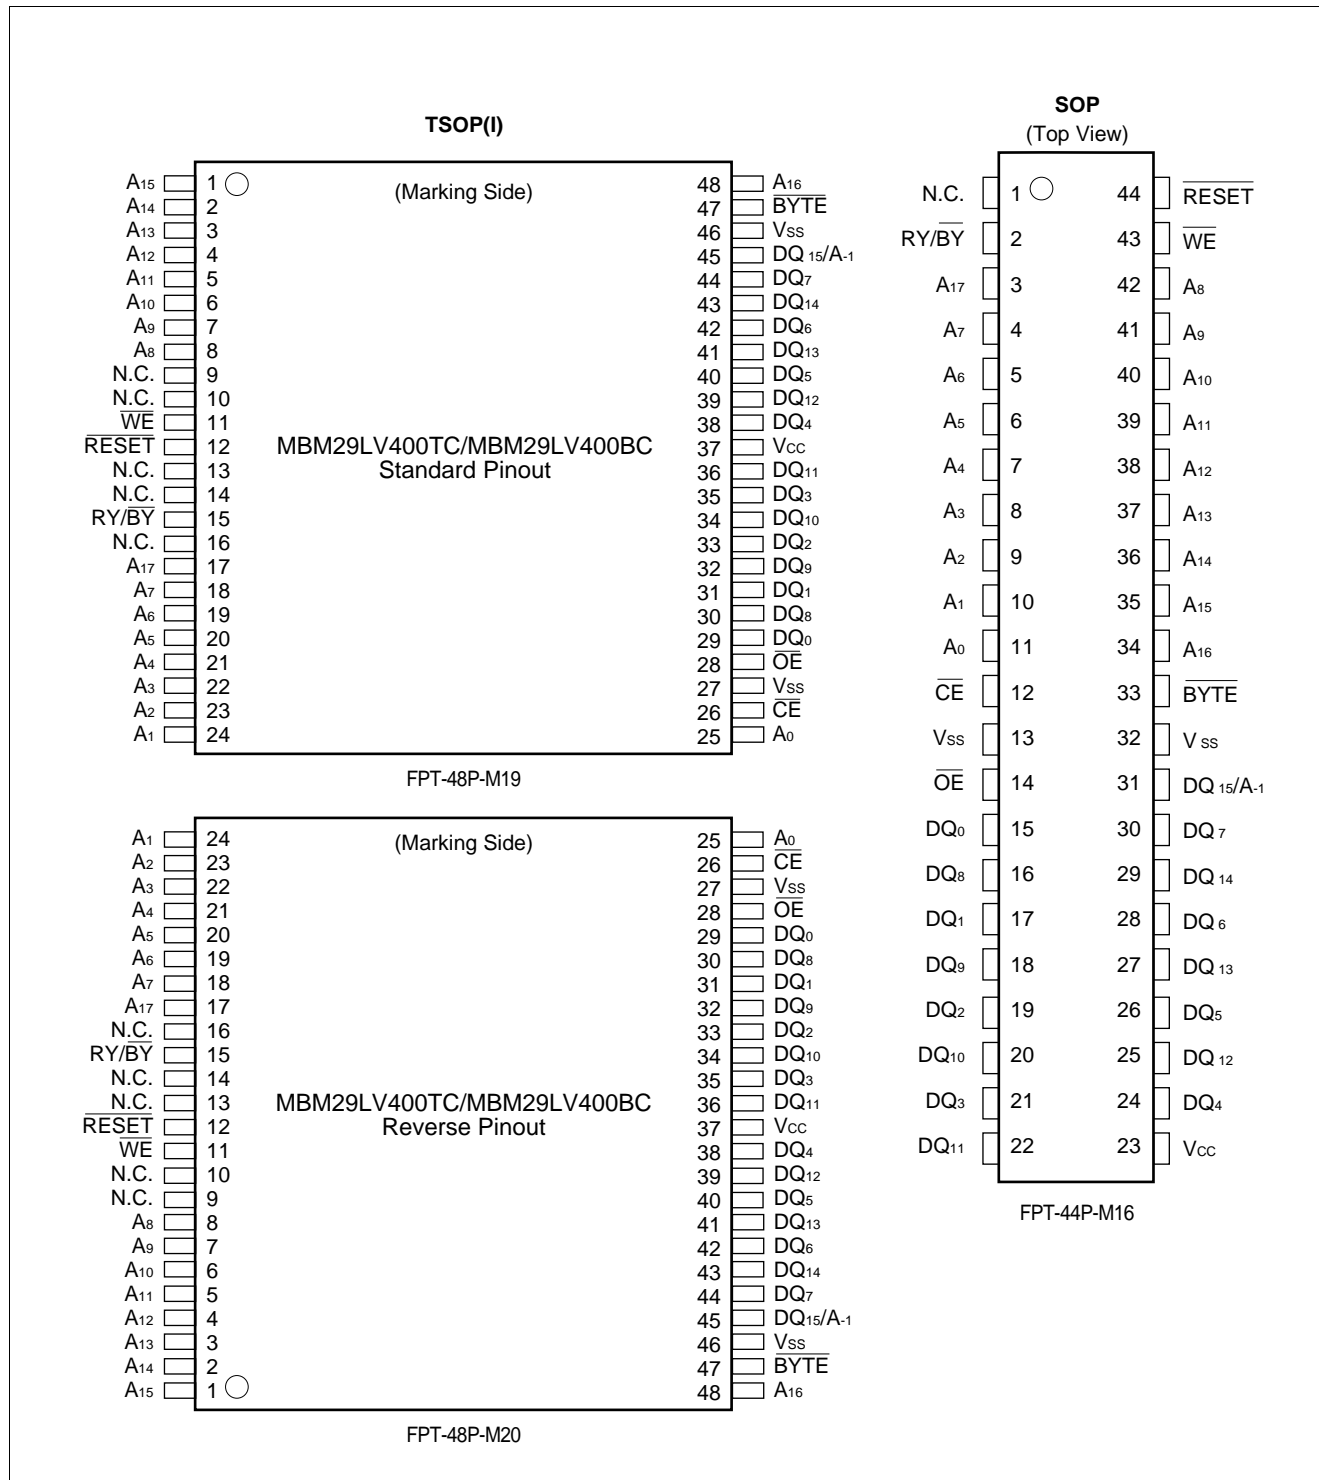 TSOP(I)
(Marking Side)
A15 1 48 A16
A14 2 47 BYTE
A13 3 46 VSS
A12 4 45 DQ15/A-1
A11 5 44 DQ7
A10 6 43 DQ14
A9 7 42 DQ6
A8 8 41 DQ13
N.C. 9 40 DQ5
N.C. 10 39 DQ12
WE 11 38 DQ4
RESET 12 37 VCC
N.C. 13 36 DQ11
N.C. 14 35 DQ3
RY/BY 15 34 DQ10
N.C. 16 33 DQ2
A17 17 32 DQ9
A7 18 31 DQ1
A6 19 30 DQ8
A5 20 29 DQ0
A4 21 28 OE
A3 22 27 VSS
A2 23 26 CE
A1 24 25 A0
MBM29LV400TC/MBM29LV400BC
Standard Pinout
FPT-48P-M19
(Marking Side)
A1 24 25 A0
A2 23 26 CE
A3 22 27 VSS
A4 21 28 OE
A5 20 29 DQ0
A6 19 30 DQ8
A7 18 31 DQ1
A17 17 32 DQ9
N.C. 16 33 DQ2
RY/BY 15 34 DQ10
N.C. 14 35 DQ3
N.C. 13 36 DQ11
RESET 12 37 VCC
WE 11 38 DQ4
N.C. 10 39 DQ12
N.C. 9 40 DQ5
A8 8 41 DQ13
A9 7 42 DQ6
A10 6 43 DQ14
A11 5 44 DQ7
A12 4 45 DQ15/A-1
A13 3 46 VSS
A14 2 47 BYTE
A15 1 48 A16
MBM29LV400TC/MBM29LV400BC
Reverse Pinout
FPT-48P-M20
SOP
(Top View)
N.C. 1 44 RESET
RY/BY 2 43 WE
A17 3 42 A8
A7 4 41 A9
A6 5 40 A10
A5 6 39 A11
A4 7 38 A12
A3 8 37 A13
A2 9 36 A14
A1 10 35 A15
A0 11 34 A16
CE 12 33 BYTE
VSS 13 32 VSS
OE 14 31 DQ15/A-1
DQ0 15 30 DQ7
DQ8 16 29 DQ14
DQ1 17 28 DQ6
DQ9 18 27 DQ13
DQ2 19 26 DQ5
DQ10 20 25 DQ12
DQ3 21 24 DQ4
DQ11 22 23 VCC
FPT-44P-M16